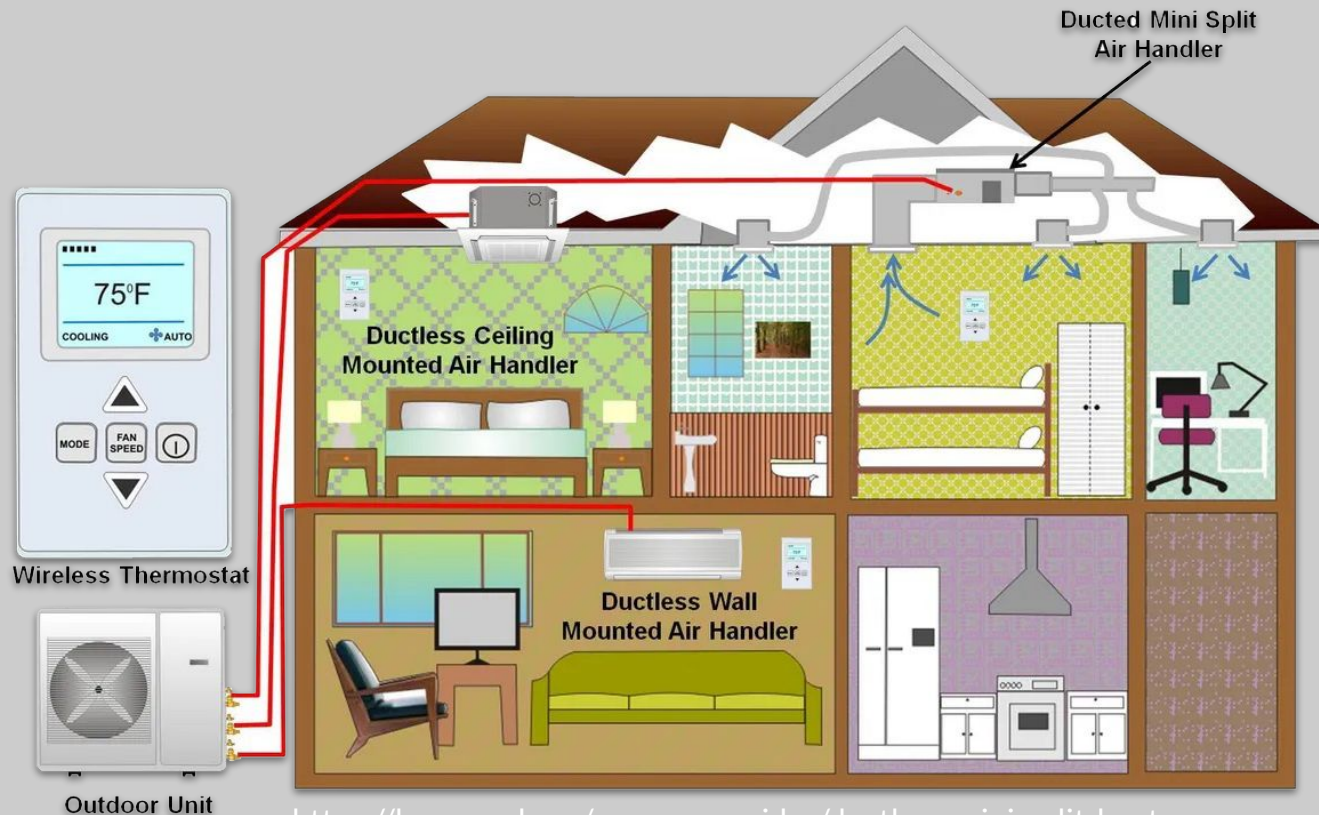 Ducted Mini Split
Air Handler
75°F
COOLING
AUTO
MODE
FAN
SPEED
Wireless Thermostat
Ductless Ceiling
Mounted Air Handler
Ductless Wall
Mounted Air Handler
Outdoor Unit